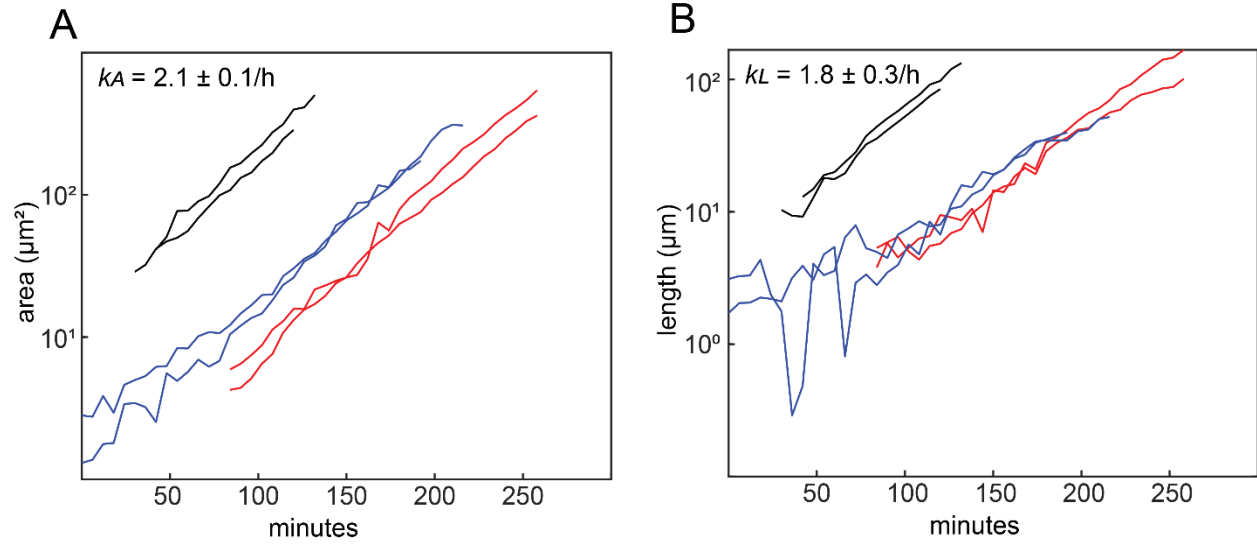 A
kA = 2.1 ± 0.1/h
area (µm²)
10²
10¹
50 100 150 200 250
minutes
B
kL = 1.8 ± 0.3/h
length (µm)
10²
10¹
10⁰
50 100 150 200 250
minutes